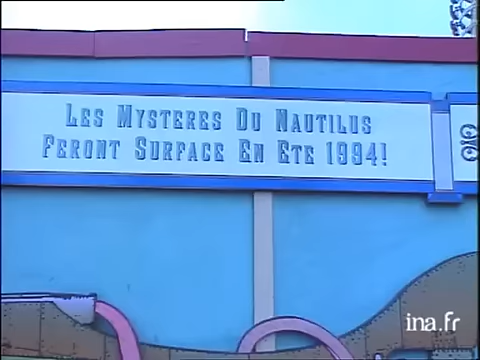 Les Mysteres Du Nautilus
Feront Surface En Ete 1994!
ina.fr